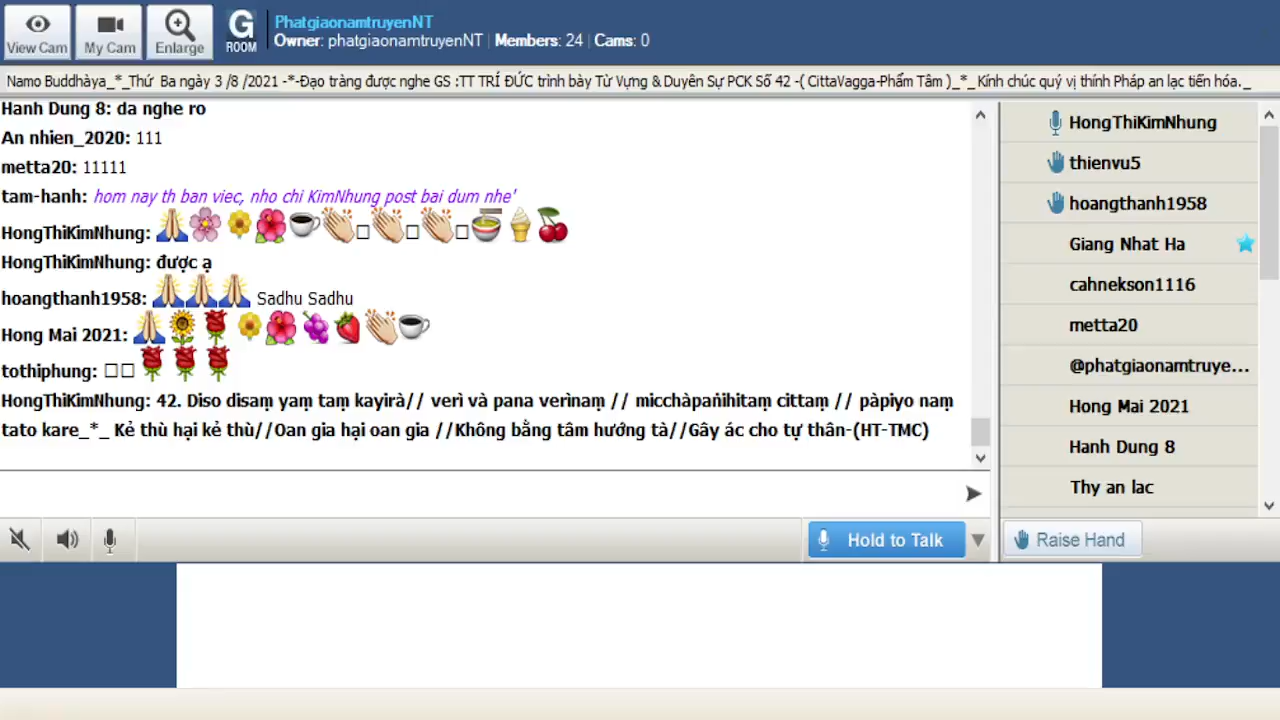 View Cam
My Cam
Enlarge
G
ROOM
PhatgiaonamtruyenNT
Owner: phatgiaonamtruyenNT | Members: 24 | Cams: 0
Namo Buddhàya_*_Thứ Ba ngày 3 /8 /2021 -*-Đạo tràng được nghe GS :TT TRÍ ĐỨC trình bày Từ Vựng & Duyên Sự PCK Số 42 -( CittaVagga-Phẩm Tâm )_*_ Kính chúc quý vị thính Pháp an lạc tiến hóa._
Hanh Dung 8: da nghe ro
An nhien_2020: 111
metta20: 11111
tam-hanh: hom nay th ban viec, nho chi KimNhung post bai dum nhe'
HongThiKimNhung:
HongThiKimNhung: được ạ
hoangthanh1958: Sadhu Sadhu
Hong Mai 2021:
tothiphung:
HongThiKimNhung: 42. Diso disaṃ yaṃ taṃ kayirà// verì và pana verìnaṃ // micchàpaṅihitaṃ cittaṃ // pàpiyo naṃ
tato kare_*_ Kẻ thù hại kẻ thù//Oan gia hại oan gia //Không bằng tâm hướng tà//Gây ác cho tự thân-(HT-TMC)
HongThiKimNhung
thienvu5
hoangthanh1958
Giang Nhat Ha
cahnekson1116
metta20
@phatgiaonamtruye...
Hong Mai 2021
Hanh Dung 8
Thy an lac
Hold to Talk
Raise Hand